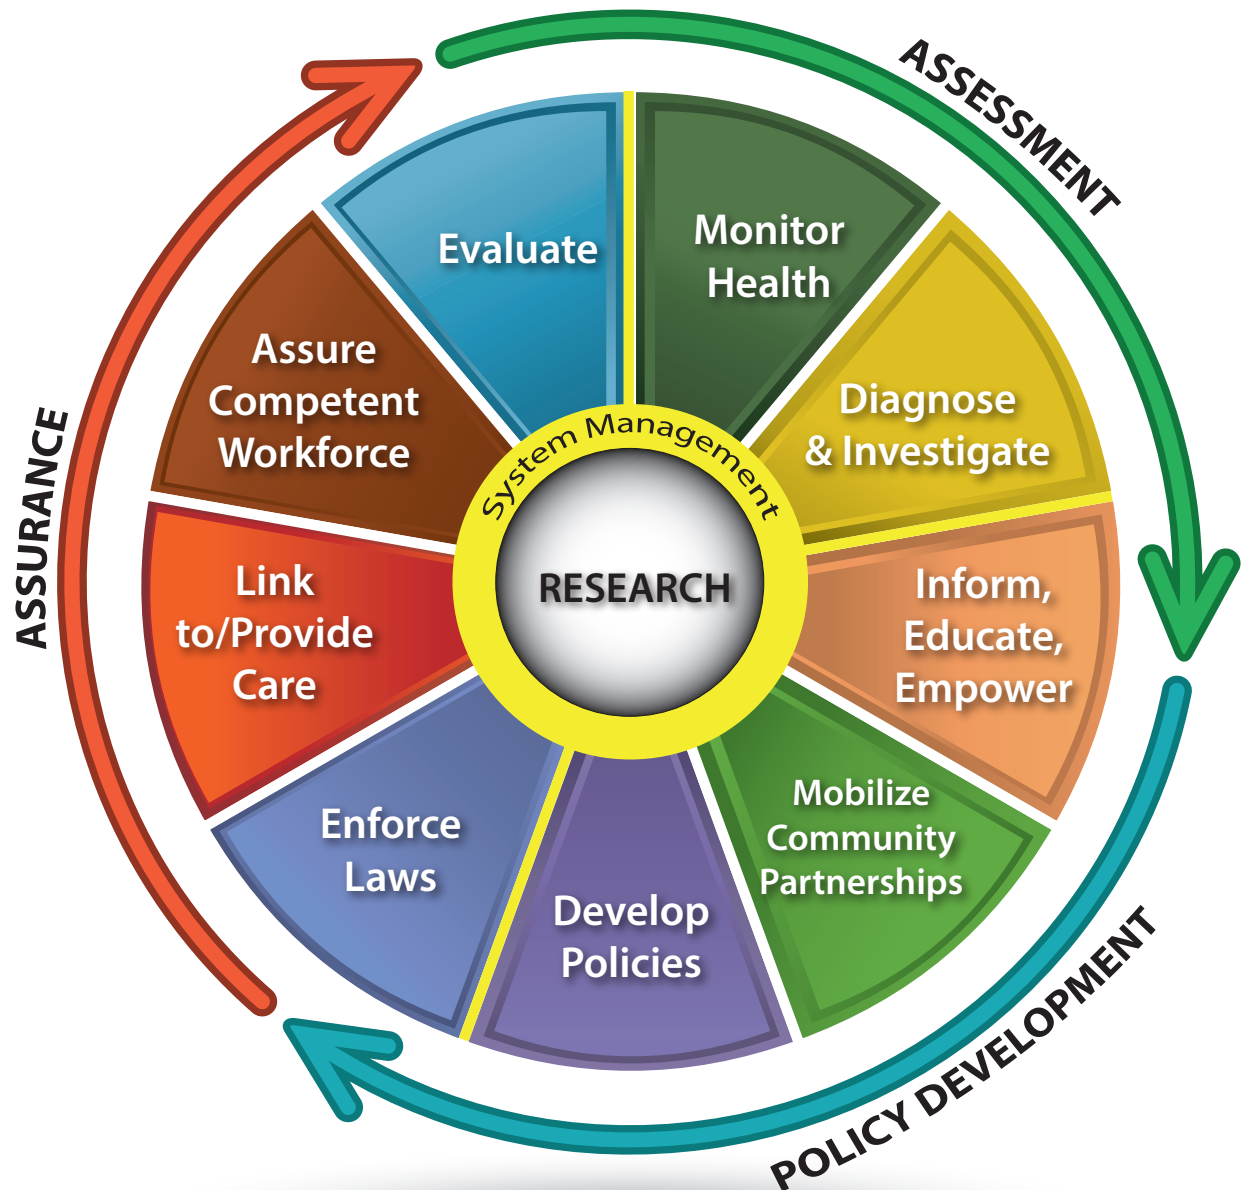 ASSESSMENT
Monitor
Health
Diagnose
& Investigate
Inform,
Educate,
Empower
POLICY DEVELOPMENT
Mobilize
Community
Partnerships
Develop
Policies
Enforce
Laws
ASSURANCE
Link
to/Provide
Care
Assure
Competent
Workforce
Evaluate
System Management
RESEARCH